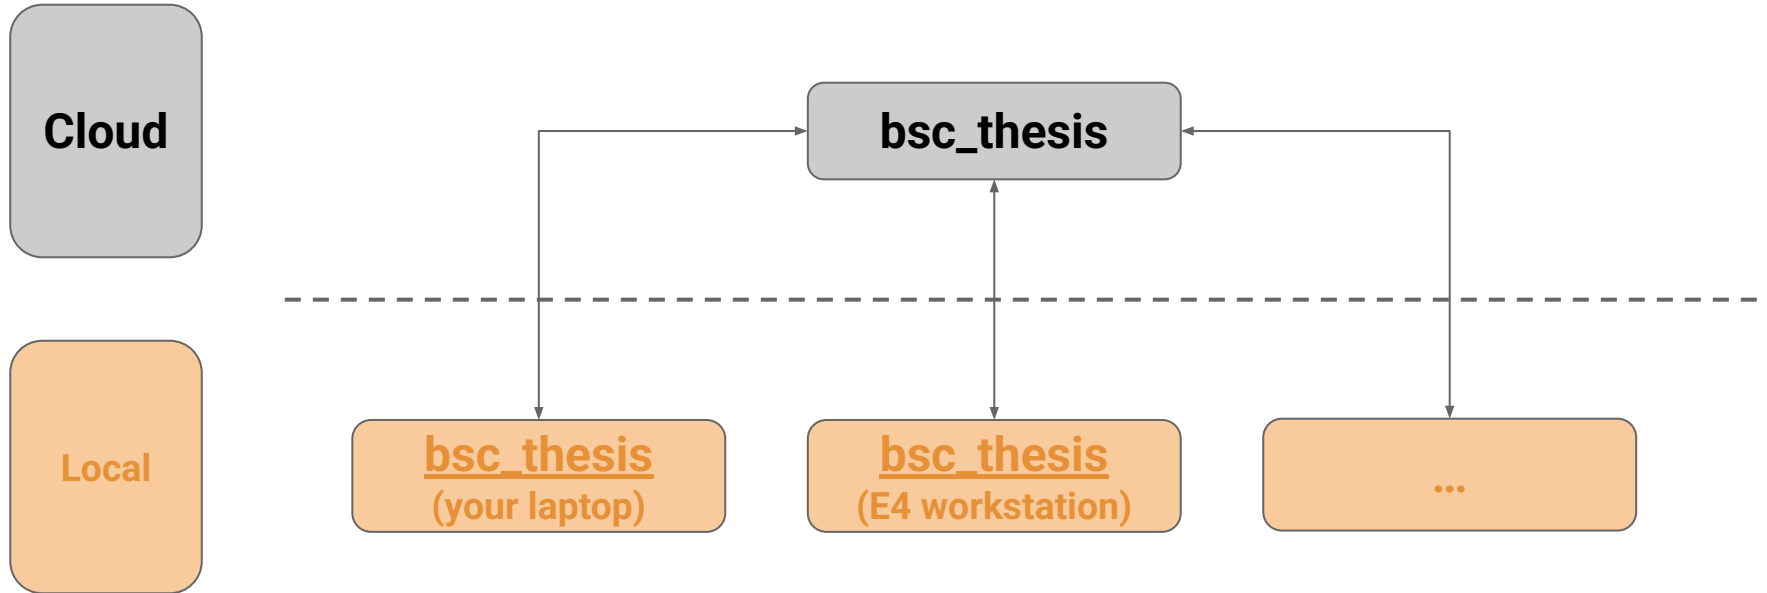 Cloud
bsc_thesis
Local
bsc_thesis
(your laptop)
bsc_thesis
(E4 workstation)
...